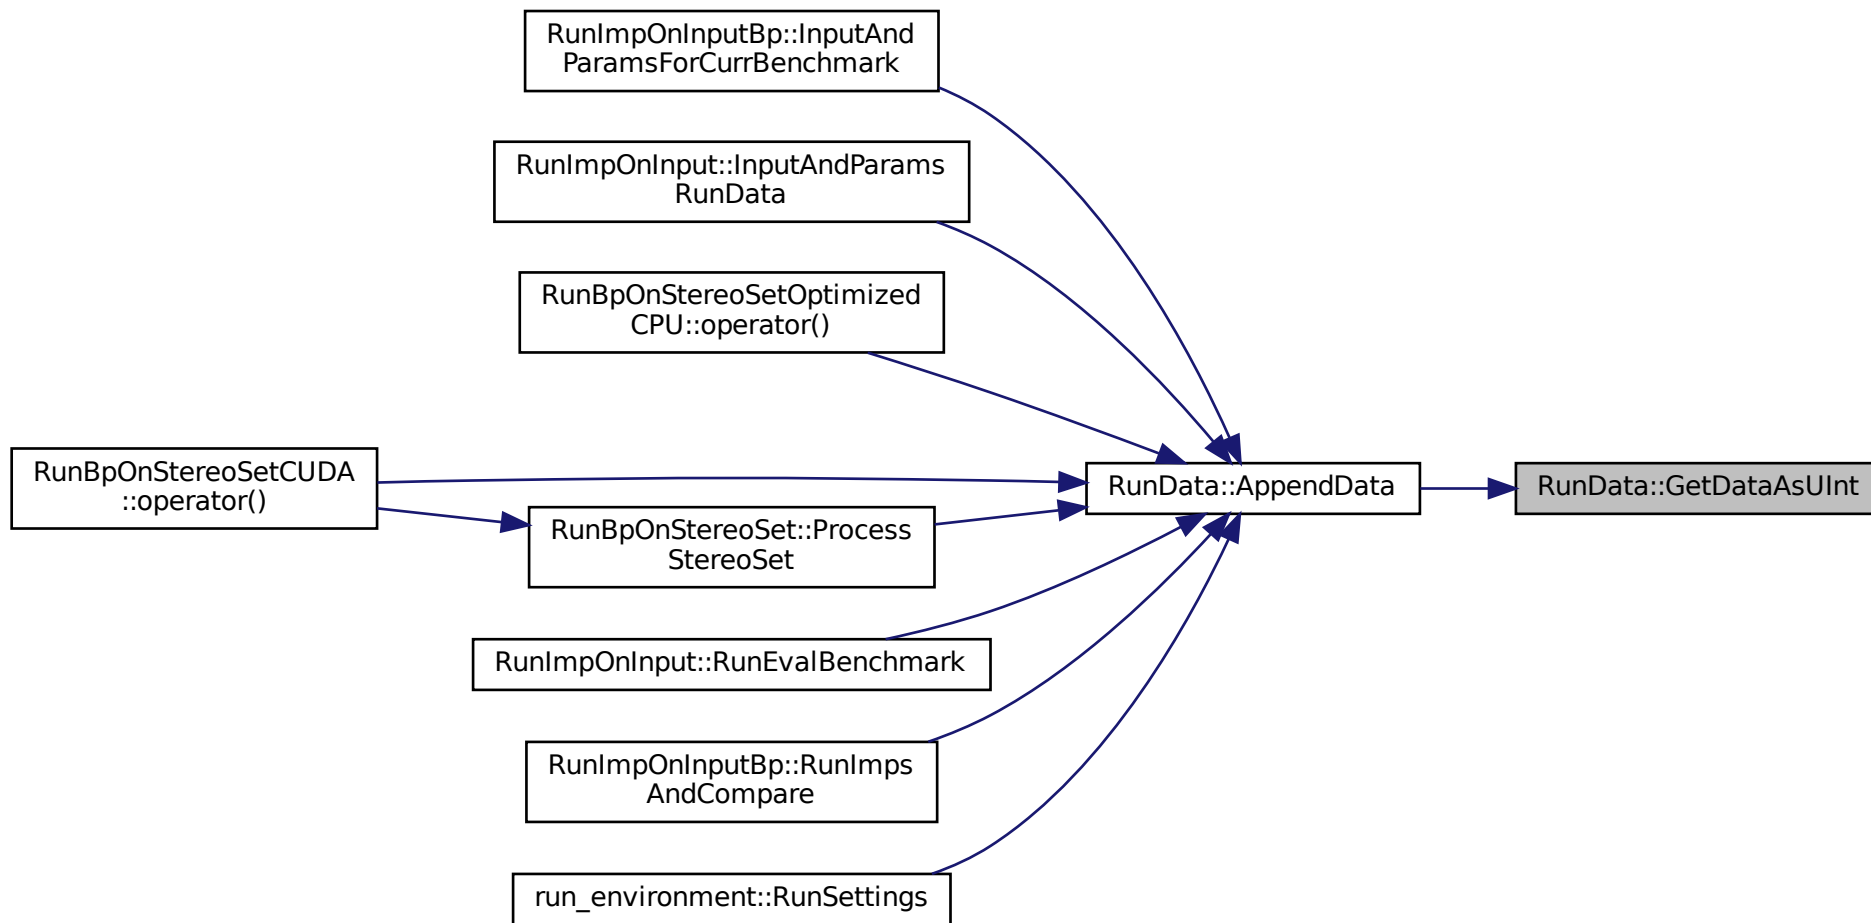 RunImpOnInputBp::InputAnd
ParamsForCurrBenchmark
RunImpOnInput::InputAndParams
RunData
RunBpOnStereoSetOptimized
CPU::operator()
RunBpOnStereoSetCUDA
::operator()
RunData::AppendData
RunData::GetDataAsUInt
RunBpOnStereoSet::Process
StereoSet
RunImpOnInput::RunEvalBenchmark
RunImpOnInputBp::RunImps
AndCompare
run_environment::RunSettings